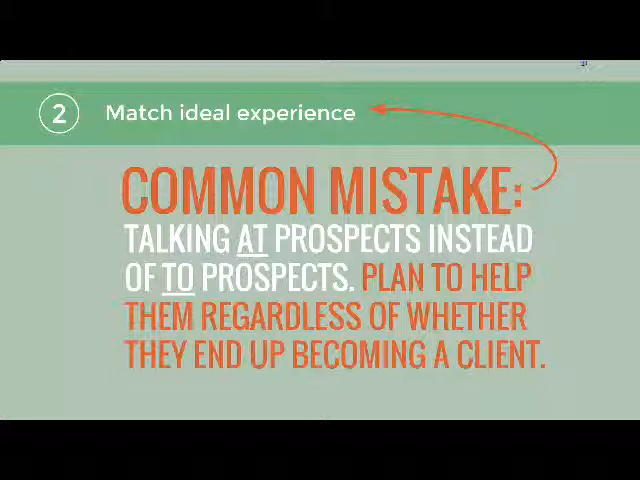 2 Match ideal experience
COMMON MISTAKE:
TALKING AT PROSPECTS INSTEAD
OF TO PROSPECTS. PLAN TO HELP
THEM REGARDLESS OF WHETHER
THEY END UP BECOMING A CLIENT.